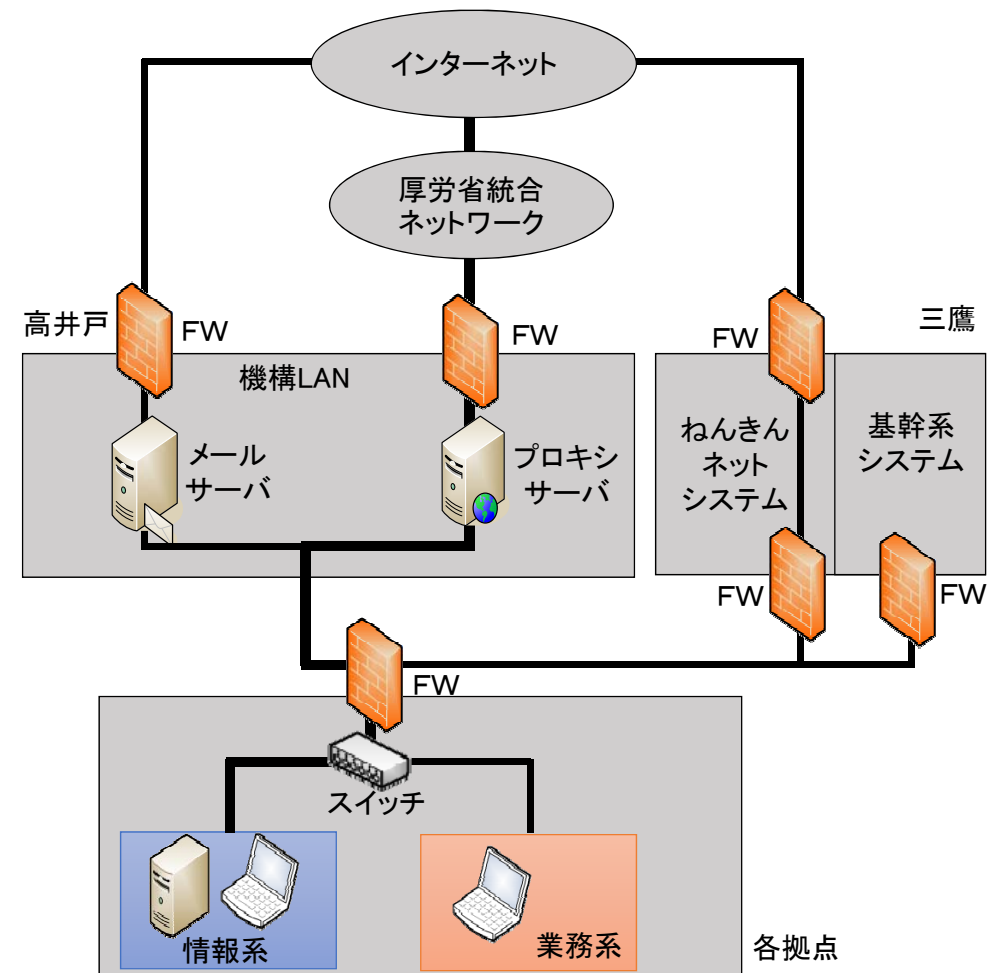 インターネット
厚労省統合
ネットワーク
高井戸
FW
FW
FW
三鷹
機構LAN
メール
サーバ
プロキシ
サーバ
ねんきん
ネット
システム
基幹系
システム
FW
FW
FW
スイッチ
情報系
業務系
各拠点